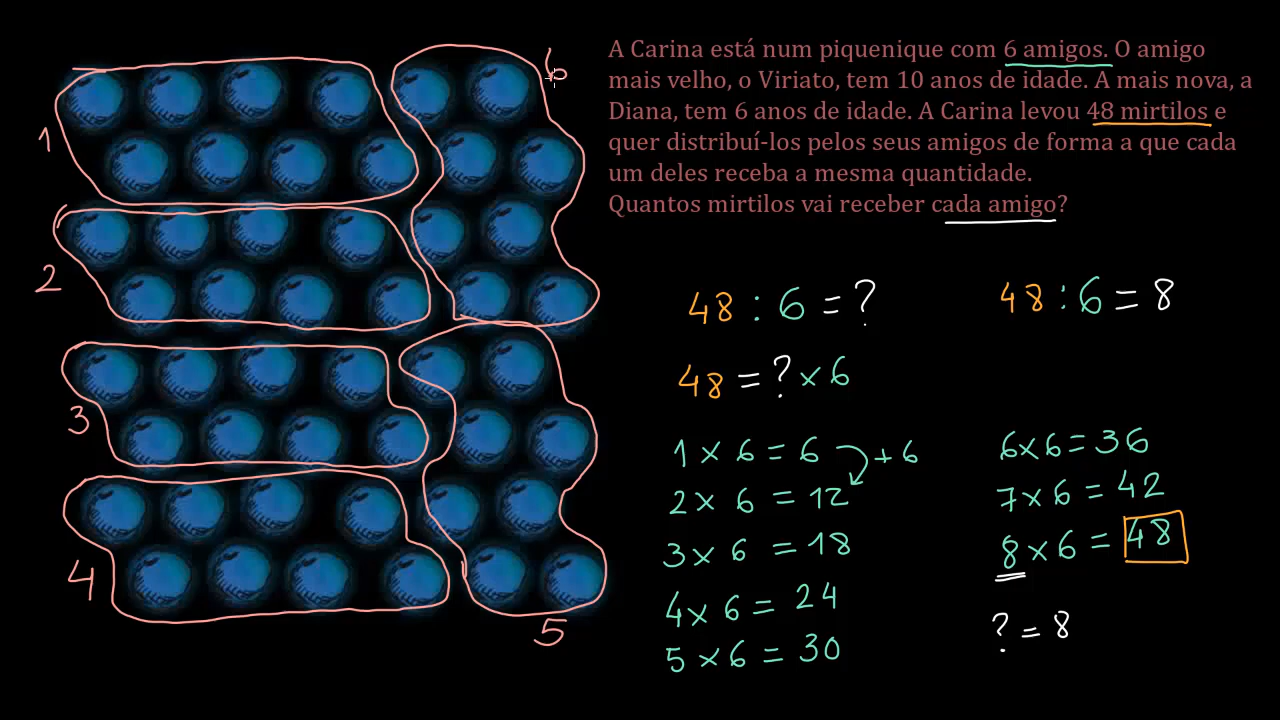 A Carina está num piquenique com 6 amigos. O amigo
mais velho, o Viriato, tem 10 anos de idade. A mais nova, a
Diana, tem 6 anos de idade. A Carina levou 48 mirtilos e
quer distribuí-los pelos seus amigos de forma a que cada
um deles receba a mesma quantidade.
Quantos mirtilos vai receber cada amigo?
1
2
3
4
5
6
48 : 6 = ?
48 = ? × 6
1 × 6 = 6 + 6
2 × 6 = 12
3 × 6 = 18
4 × 6 = 24
5 × 6 = 30
48 : 6 = 8
6 × 6 = 36
7 × 6 = 42
8 × 6 = 48
? = 8